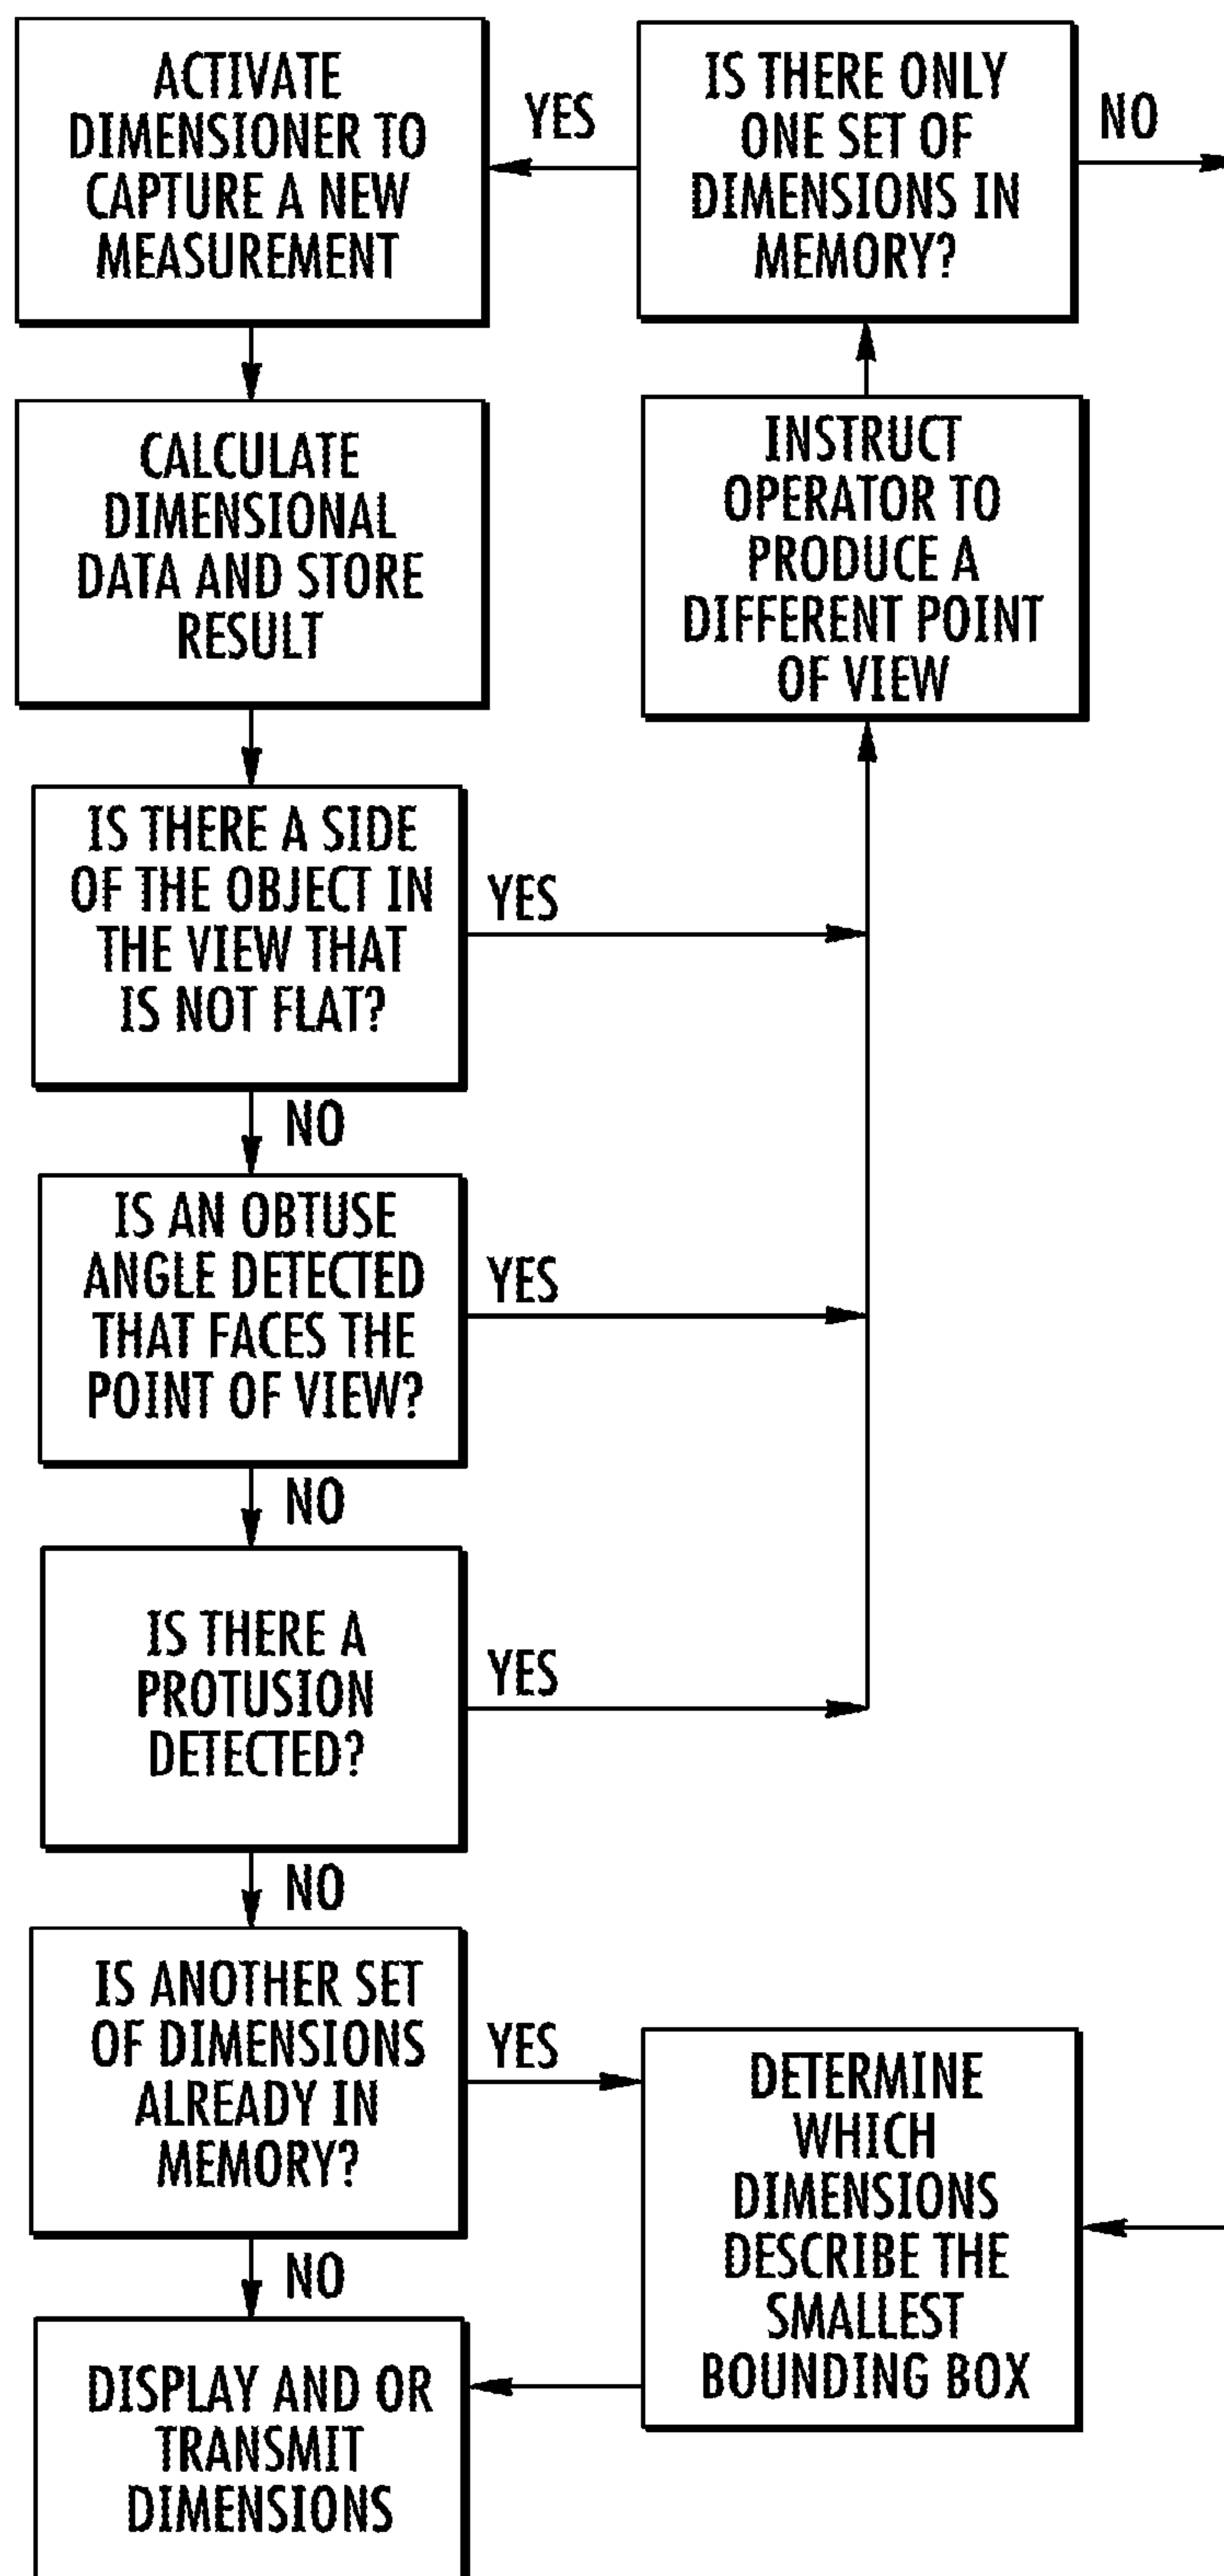 ACTIVATE
DIMENSIONER TO
CAPTURE A NEW
MEASUREMENT
YES
IS THERE ONLY
ONE SET OF
DIMENSIONS IN
MEMORY?
NO
CALCULATE
DIMENSIONAL
DATA AND STORE
RESULT
INSTRUCT
OPERATOR TO
PRODUCE A
DIFFERENT POINT
OF VIEW
IS THERE A SIDE
OF THE OBJECT IN
THE VIEW THAT
IS NOT FLAT?
YES
NO
IS AN OBTUSE
ANGLE DETECTED
THAT FACES THE
POINT OF VIEW?
YES
NO
IS THERE A
PROTUSION
DETECTED?
YES
NO
IS ANOTHER SET
OF DIMENSIONS
ALREADY IN
MEMORY?
YES
NO
DETERMINE
WHICH
DIMENSIONS
DESCRIBE THE
SMALLEST
BOUNDING BOX
DISPLAY AND OR
TRANSMIT
DIMENSIONS